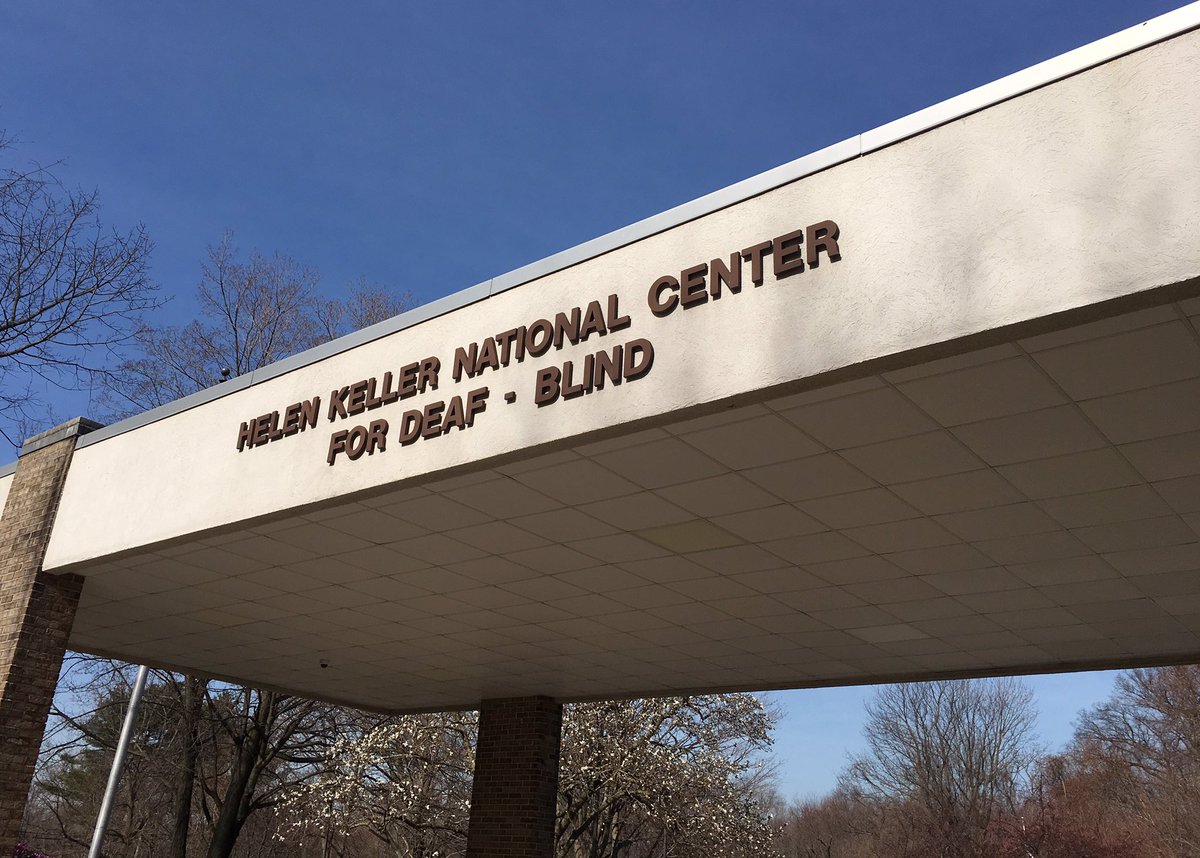 HELEN KELLER NATIONAL CENTER
FOR DEAF - BLIND